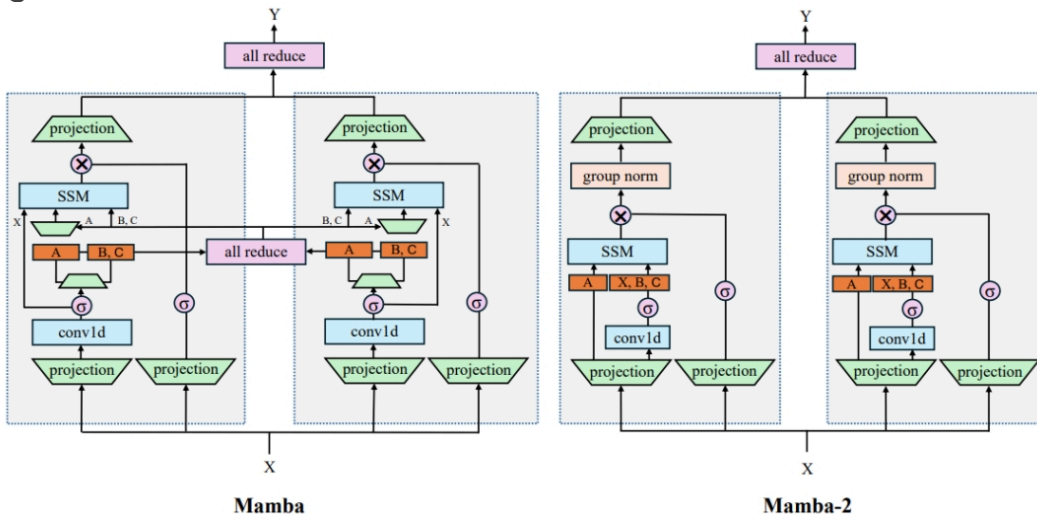 Y
all reduce
projection
SSM
X
A
B, C
A
B, C
σ
σ
conv1d
projection
projection
all reduce
projection
SSM
B, C
A
X
A
B, C
σ
σ
conv1d
projection
projection
X
Mamba
Y
all reduce
projection
group norm
SSM
A
X, B, C
σ
σ
conv1d
projection
projection
projection
group norm
SSM
A
X, B, C
σ
σ
conv1d
projection
projection
X
Mamba-2